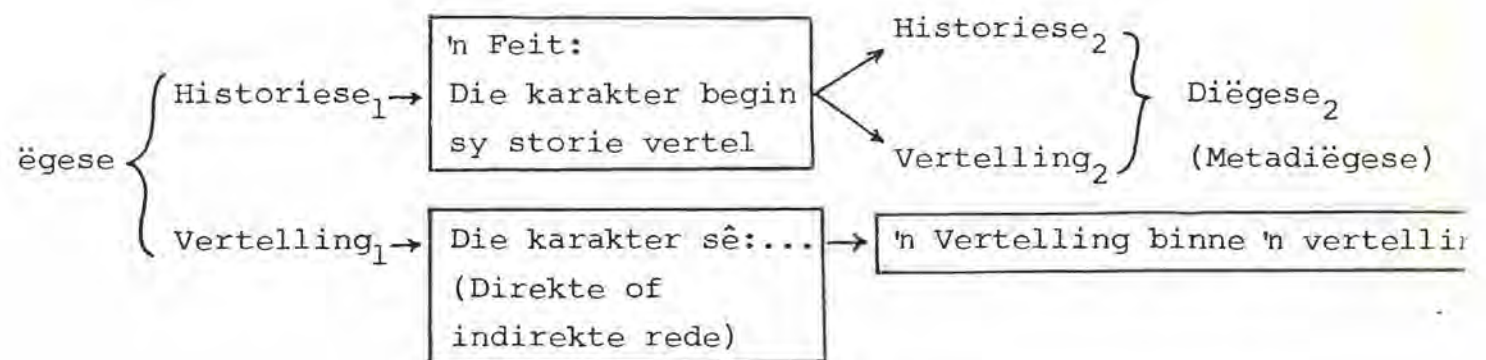 'n Feit:
Historiese₂
Historiese₁→ Die karakter begin Diëgese₂
sy storie vertel
ëgese Vertelling₂ (Metadiëgese)
Vertelling₁→ Die karakter sê:... → 'n Vertelling binne 'n
(Direkte of
indirekte rede)